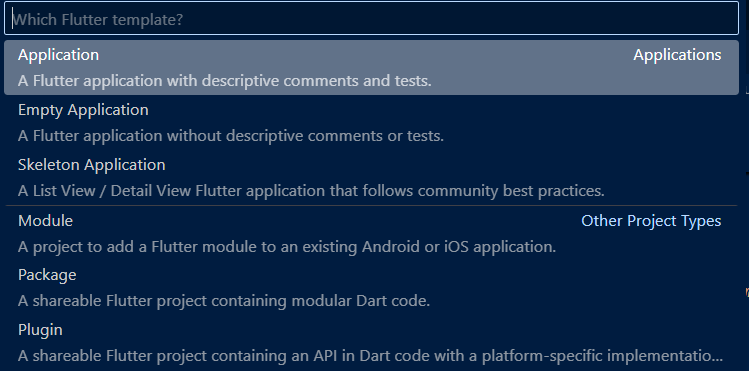 Which Flutter template?
Application Applications
A Flutter application with descriptive comments and tests.
Empty Application
A Flutter application without descriptive comments or tests.
Skeleton Application
A List View / Detail View Flutter application that follows community best practices.
Module Other Project Types
A project to add a Flutter module to an existing Android or iOS application.
Package
A shareable Flutter project containing modular Dart code.
Plugin
A shareable Flutter project containing an API in Dart code with a platform-specific implementatio...